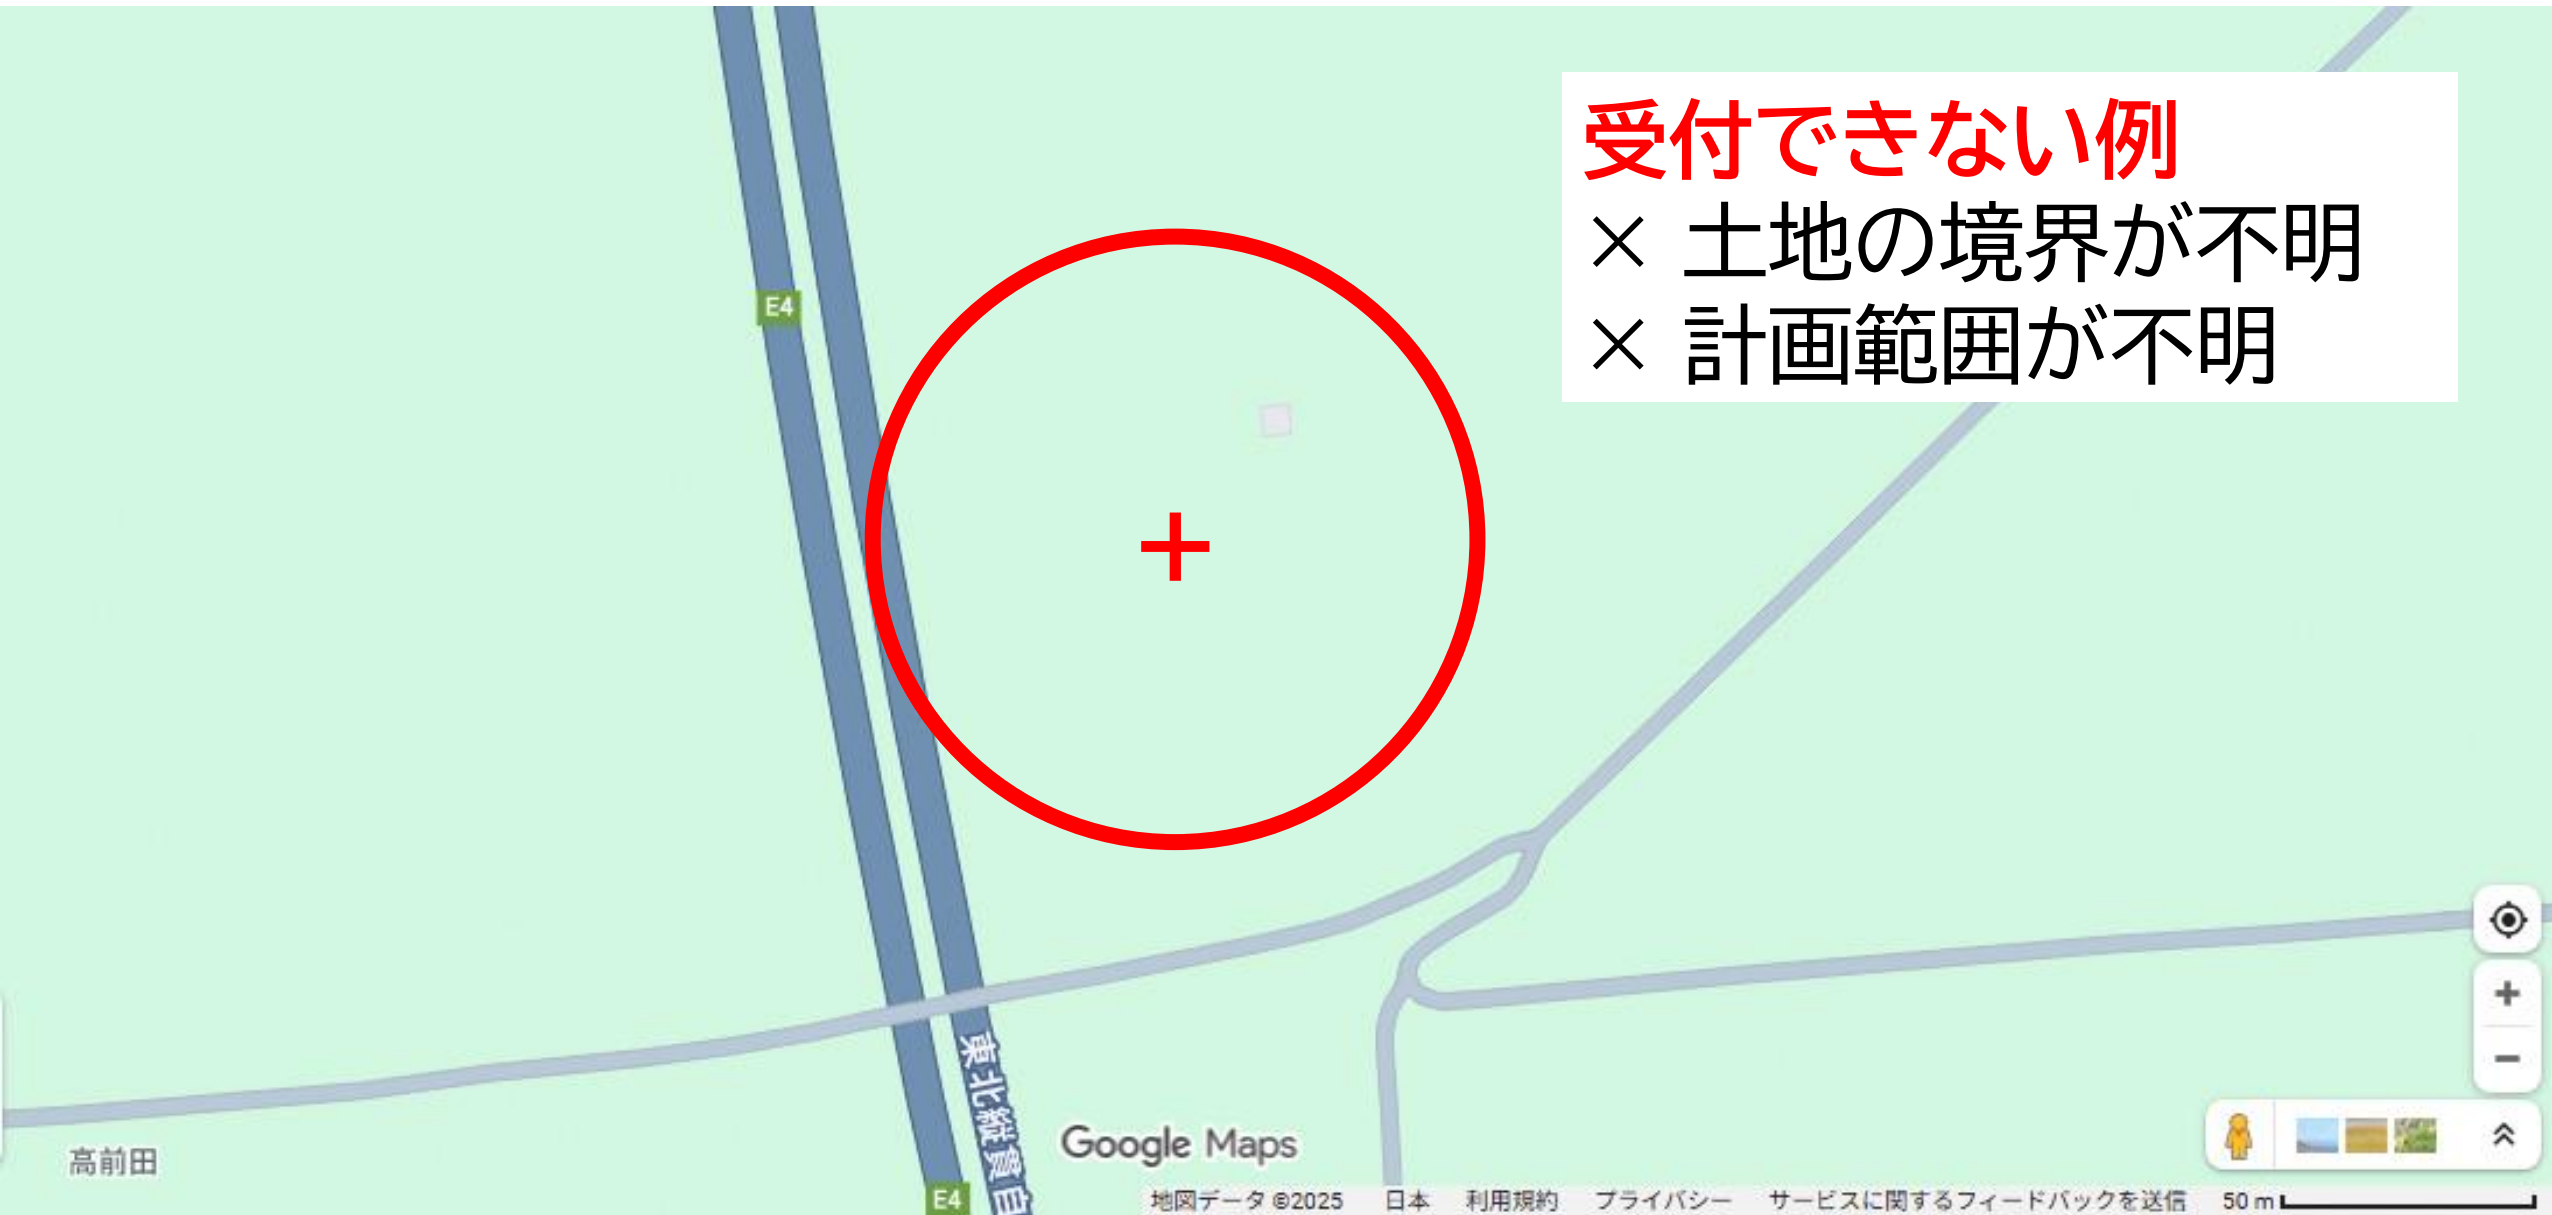 受付できない例
× 土地の境界が不明
× 計画範囲が不明
E4
東北縦貫自
高前田
E4
Google Maps
地図データ ©2025 日本 利用規約 プライバシー サービスに関するフィードバックを送信 50 m